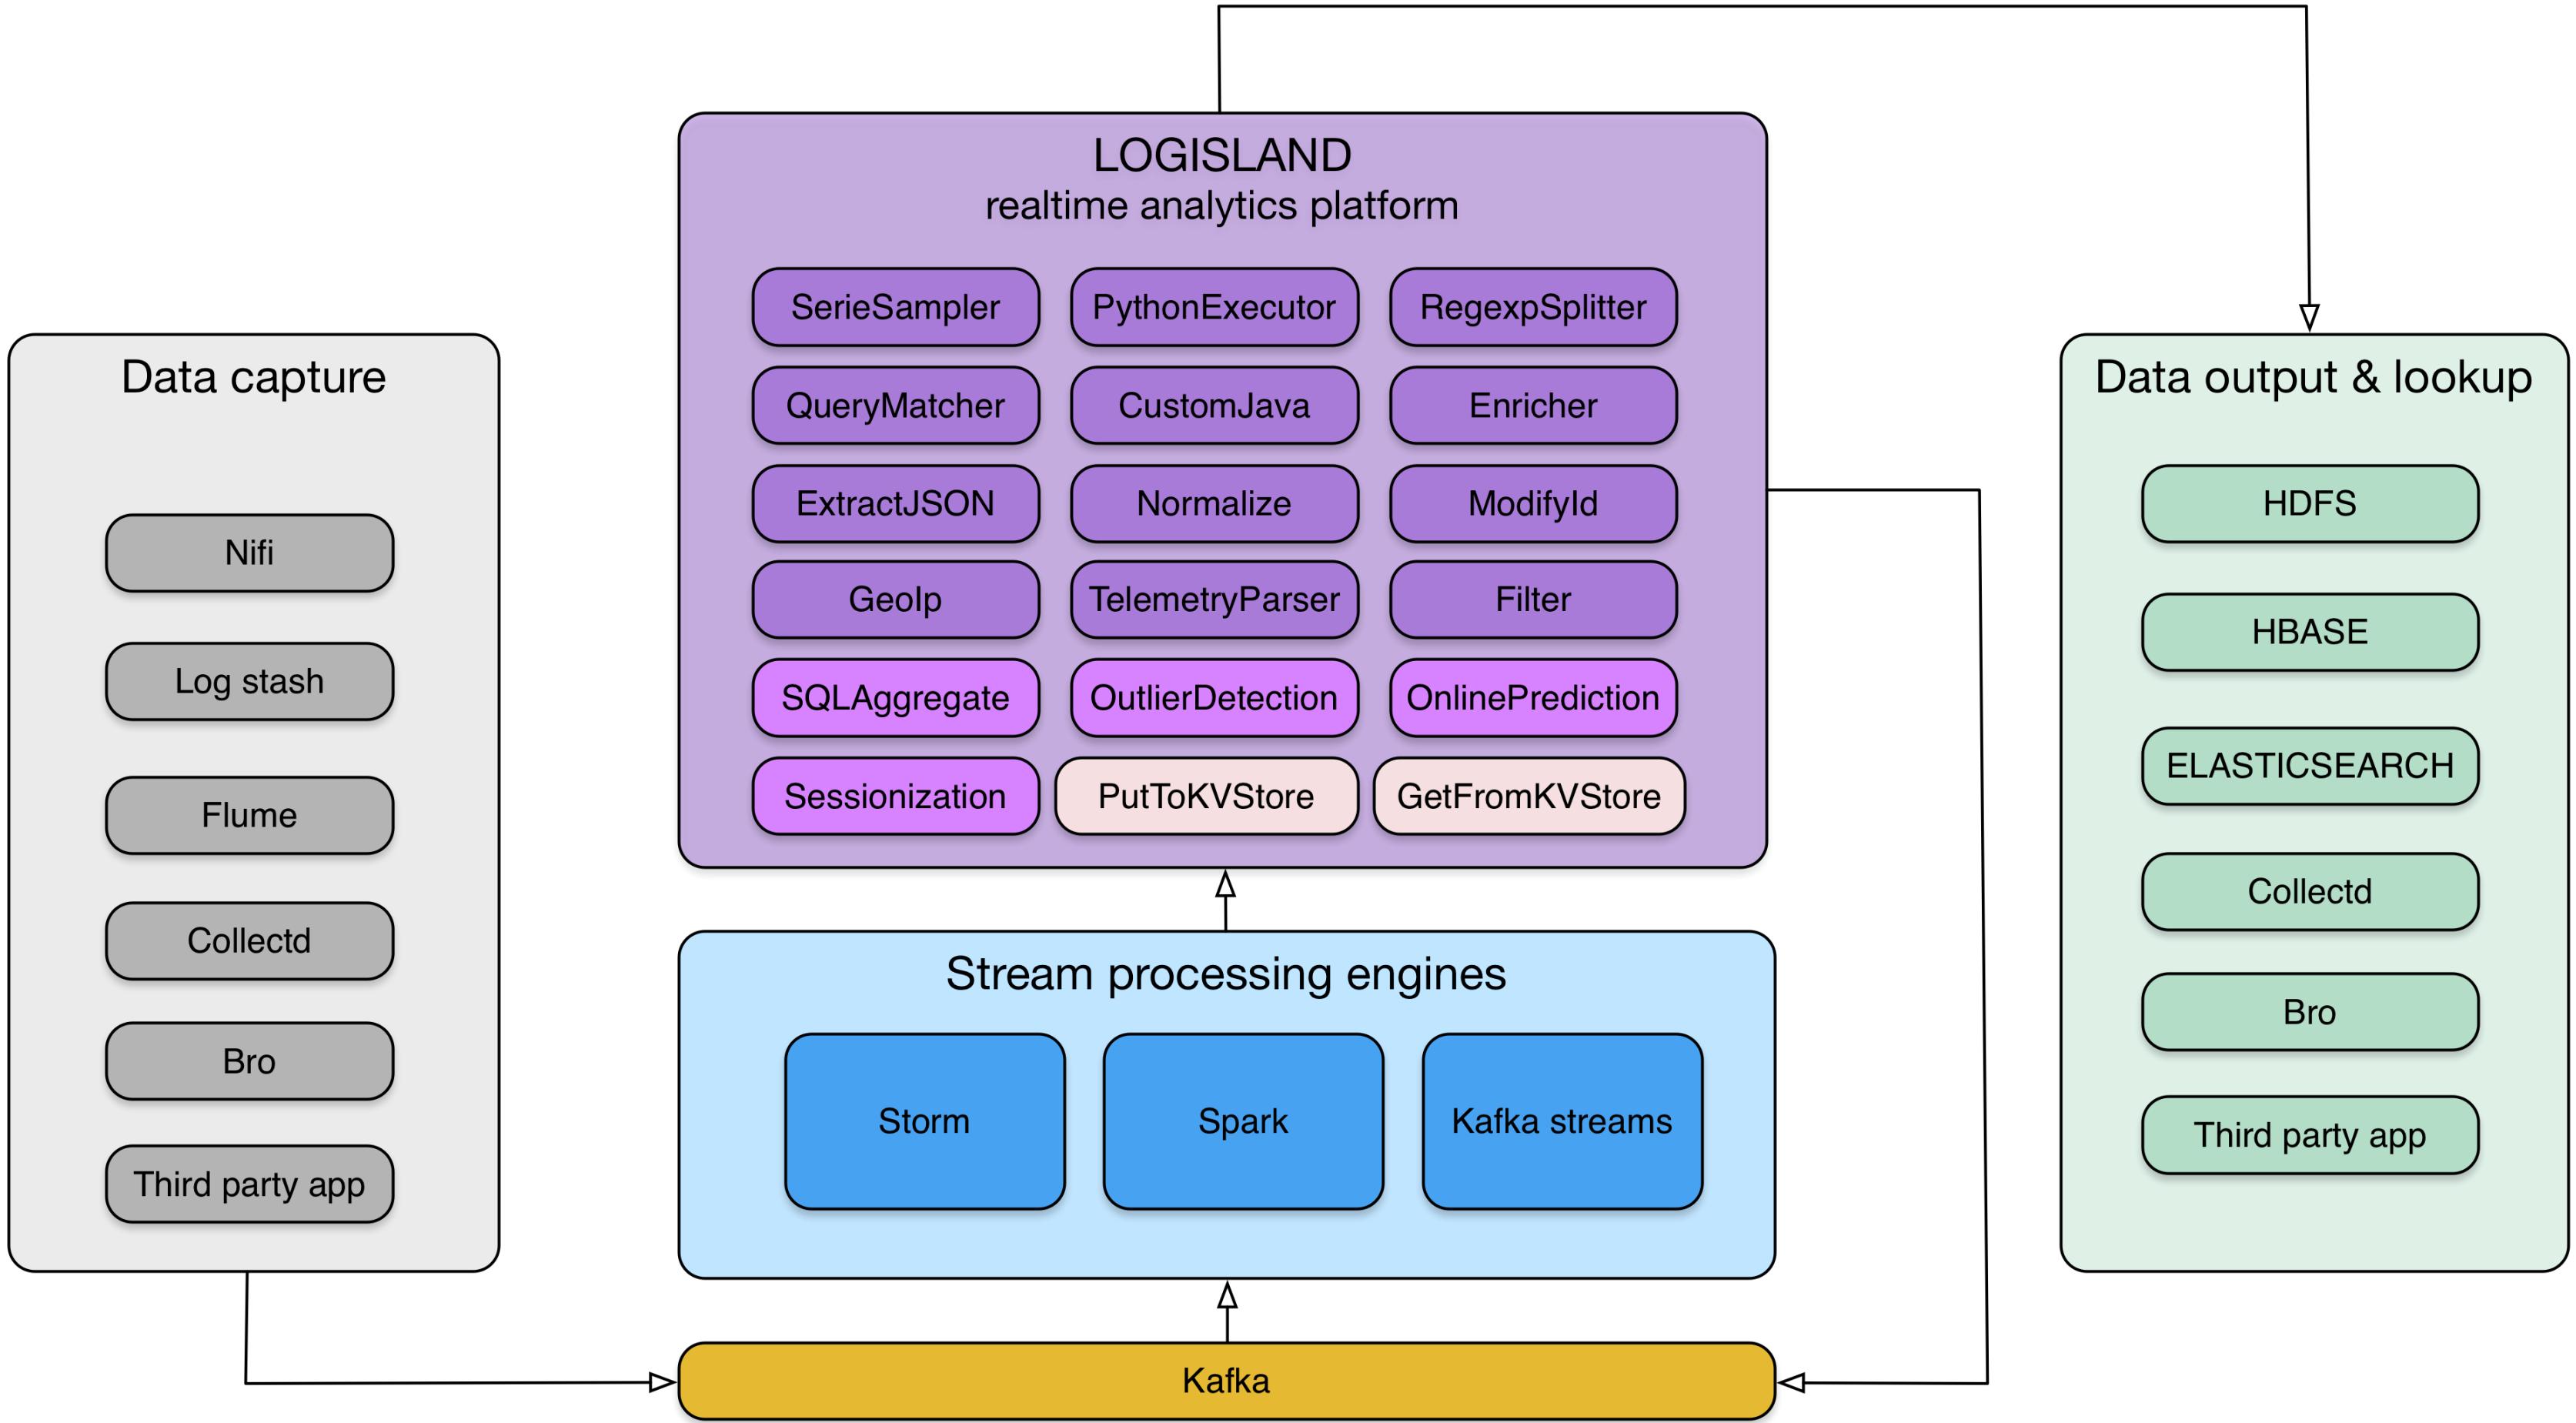 LOGISLAND
realtime analytics platform
SerieSampler
PythonExecutor
RegexpSplitter
QueryMatcher
CustomJava
Enricher
ExtractJSON
Normalize
ModifyId
GeoIp
TelemetryParser
Filter
SQLAggregate
OutlierDetection
OnlinePrediction
Sessionization
PutToKVStore
GetFromKVStore
Data capture
Nifi
Log stash
Flume
Collectd
Bro
Third party app
Stream processing engines
Storm
Spark
Kafka streams
Kafka
Data output & lookup
HDFS
HBASE
ELASTICSEARCH
Collectd
Bro
Third party app